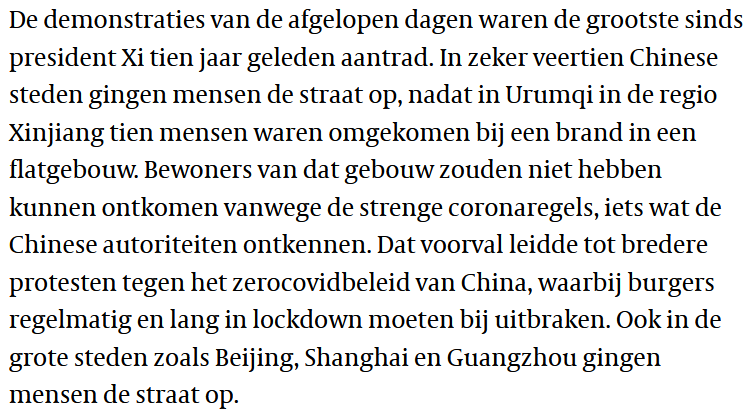 De demonstraties van de afgelopen dagen waren de grootste sinds
president Xi tien jaar geleden aantrad. In zeker veertien Chinese
steden gingen mensen de straat op, nadat in Urumqi in de regio
Xinjiang tien mensen waren omgekomen bij een brand in een
flatgebouw. Bewoners van dat gebouw zouden niet hebben
kunnen ontkomen vanwege de strenge coronaregels, iets wat de
Chinese autoriteiten ontkennen. Dat voorval leidde tot bredere
protesten tegen het zerocovidbeleid van China, waarbij burgers
regelmatig en lang in lockdown moeten bij uitbraken. Ook in de
grote steden zoals Beijing, Shanghai en Guangzhou gingen
mensen de straat op.